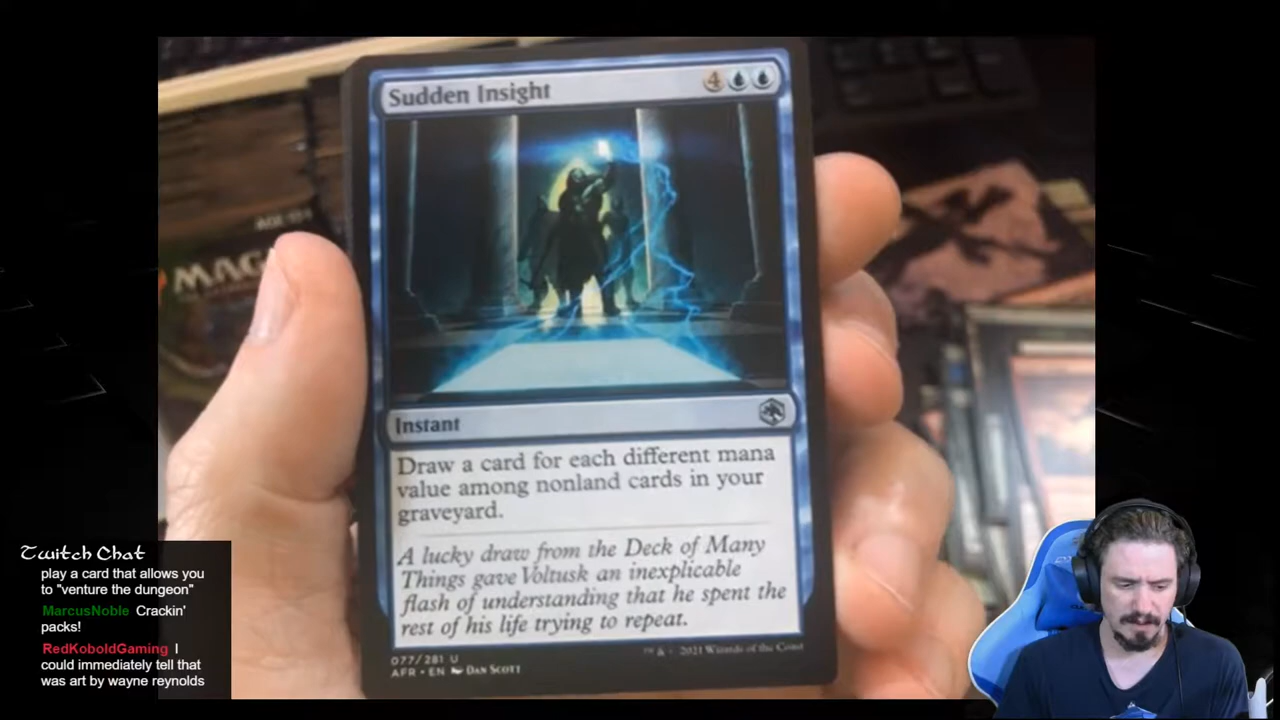 Sudden Insight
4
AGE 13+
MAG
Instant
Draw a card for each different mana
value among nonland cards in your
graveyard.
A lucky draw from the Deck of Many
Things gave Voltusk an inexplicable
flash of understanding that he spent the
rest of his life trying to repeat.
077/281 U
AFR • EN DAN SCOTT
™ & © 2021 Wizards of the Coast
Twitch Chat
play a card that allows you
to "venture the dungeon"
MarcusNoble Crackin'
packs!
RedKoboldGaming I
could immediately tell that
was art by wayne reynolds